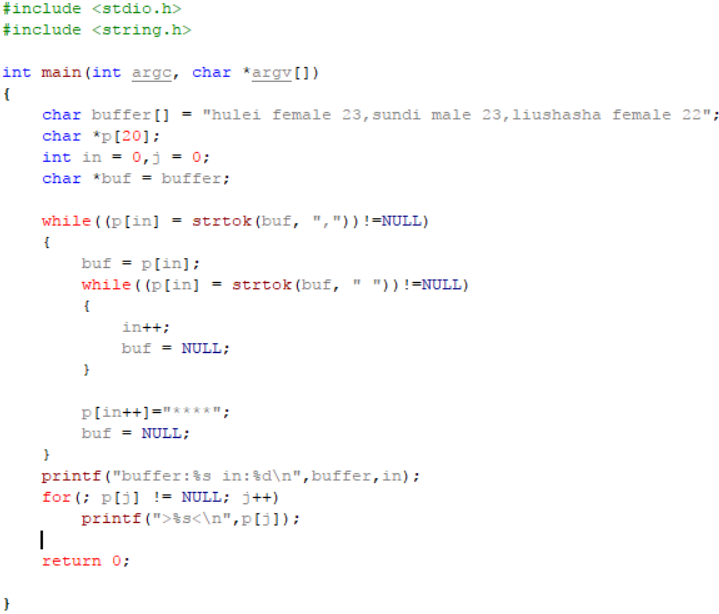 #include <stdio.h>
#include <string.h>
int main(int argc, char *argv[])
{
    char buffer[] = "hulei female 23,sundi male 23,liushasha female 22";
    char *p[20];
    int in = 0,j = 0;
    char *buf = buffer;
    while((p[in] = strtok(buf, ","))!=NULL)
    {
        buf = p[in];
        while((p[in] = strtok(buf, " "))!=NULL)
        {
            in++;
            buf = NULL;
        }
        p[in++]="****";
        buf = NULL;
    }
    printf("buffer:%s in:%d\n",buffer,in);
    for(; p[j] != NULL; j++)
        printf(">%s<\n",p[j]);
    return 0;
}